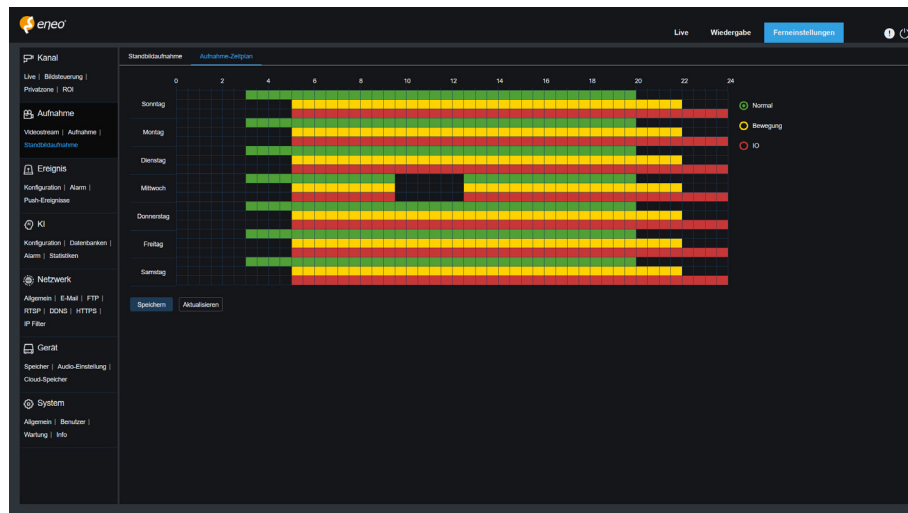 eneo
Live Wiedergabe Ferneinstellungen
Kanal
Live | Bildsteuerung |
Privatzone | ROI
Aufnahme
Videostream | Aufnahme |
Standbildaufnahme
Ereignis
Konfiguration | Alarm |
Push-Ereignisse
KI
Konfiguration | Datenbanken |
Alarm | Statistiken
Netzwerk
Allgemein | E-Mail | FTP |
RTSP | DDNS | HTTPS |
IP Filter
Gerät
Speicher | Audio-Einstellung |
Cloud-Speicher
System
Allgemein | Benutzer |
Wartung | Info
Standbildaufnahme Aufnahme-Zeitplan
0 2 4 6 8 10 12 14 16 18 20 22 24
Sonntag
Montag
Dienstag
Mittwoch
Donnerstag
Freitag
Samstag
Normal
Bewegung
IO
Speichern Aktualisieren